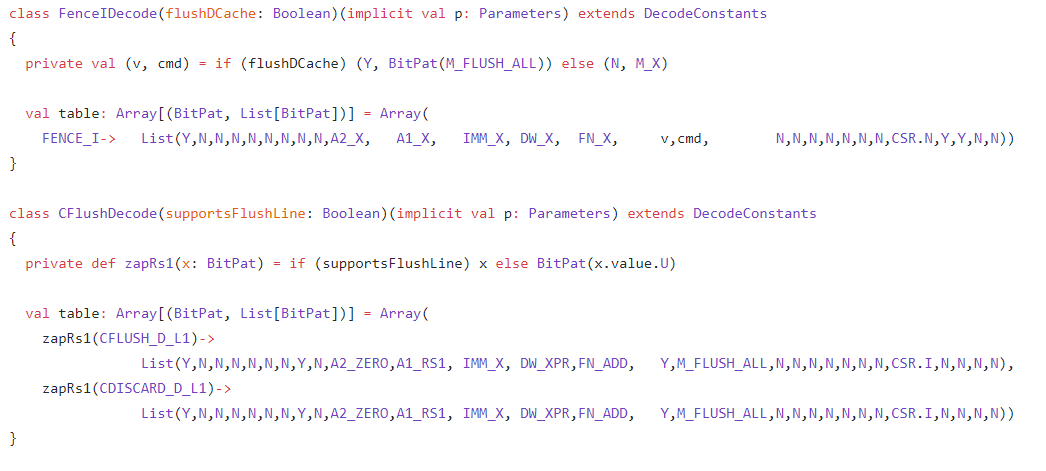 class FenceIDecode(flushDCache: Boolean)(implicit val p: Parameters) extends DecodeConstants
{
  private val (v, cmd) = if (flushDCache) (Y, BitPat(M_FLUSH_ALL)) else (N, M_X)
  val table: Array[(BitPat, List[BitPat])] = Array(
    FENCE_I->   List(Y,N,N,N,N,N,N,N,N,A2_X,   A1_X,   IMM_X, DW_X,  FN_X,     v,cmd,        N,N,N,N,N,N,N,CSR.N,Y,Y,N,N))
}
class CFlushDecode(supportsFlushLine: Boolean)(implicit val p: Parameters) extends DecodeConstants
{
  private def zapRs1(x: BitPat) = if (supportsFlushLine) x else BitPat(x.value.U)
  val table: Array[(BitPat, List[BitPat])] = Array(
    zapRs1(CFLUSH_D_L1)->
                List(Y,N,N,N,N,N,N,Y,N,A2_ZERO,A1_RS1, IMM_X, DW_XPR,FN_ADD,   Y,M_FLUSH_ALL,N,N,N,N,N,N,N,CSR.I,N,N,N,N),
    zapRs1(CDISCARD_D_L1)->
                List(Y,N,N,N,N,N,N,Y,N,A2_ZERO,A1_RS1, IMM_X, DW_XPR,FN_ADD,   Y,M_FLUSH_ALL,N,N,N,N,N,N,N,CSR.I,N,N,N,N))
}